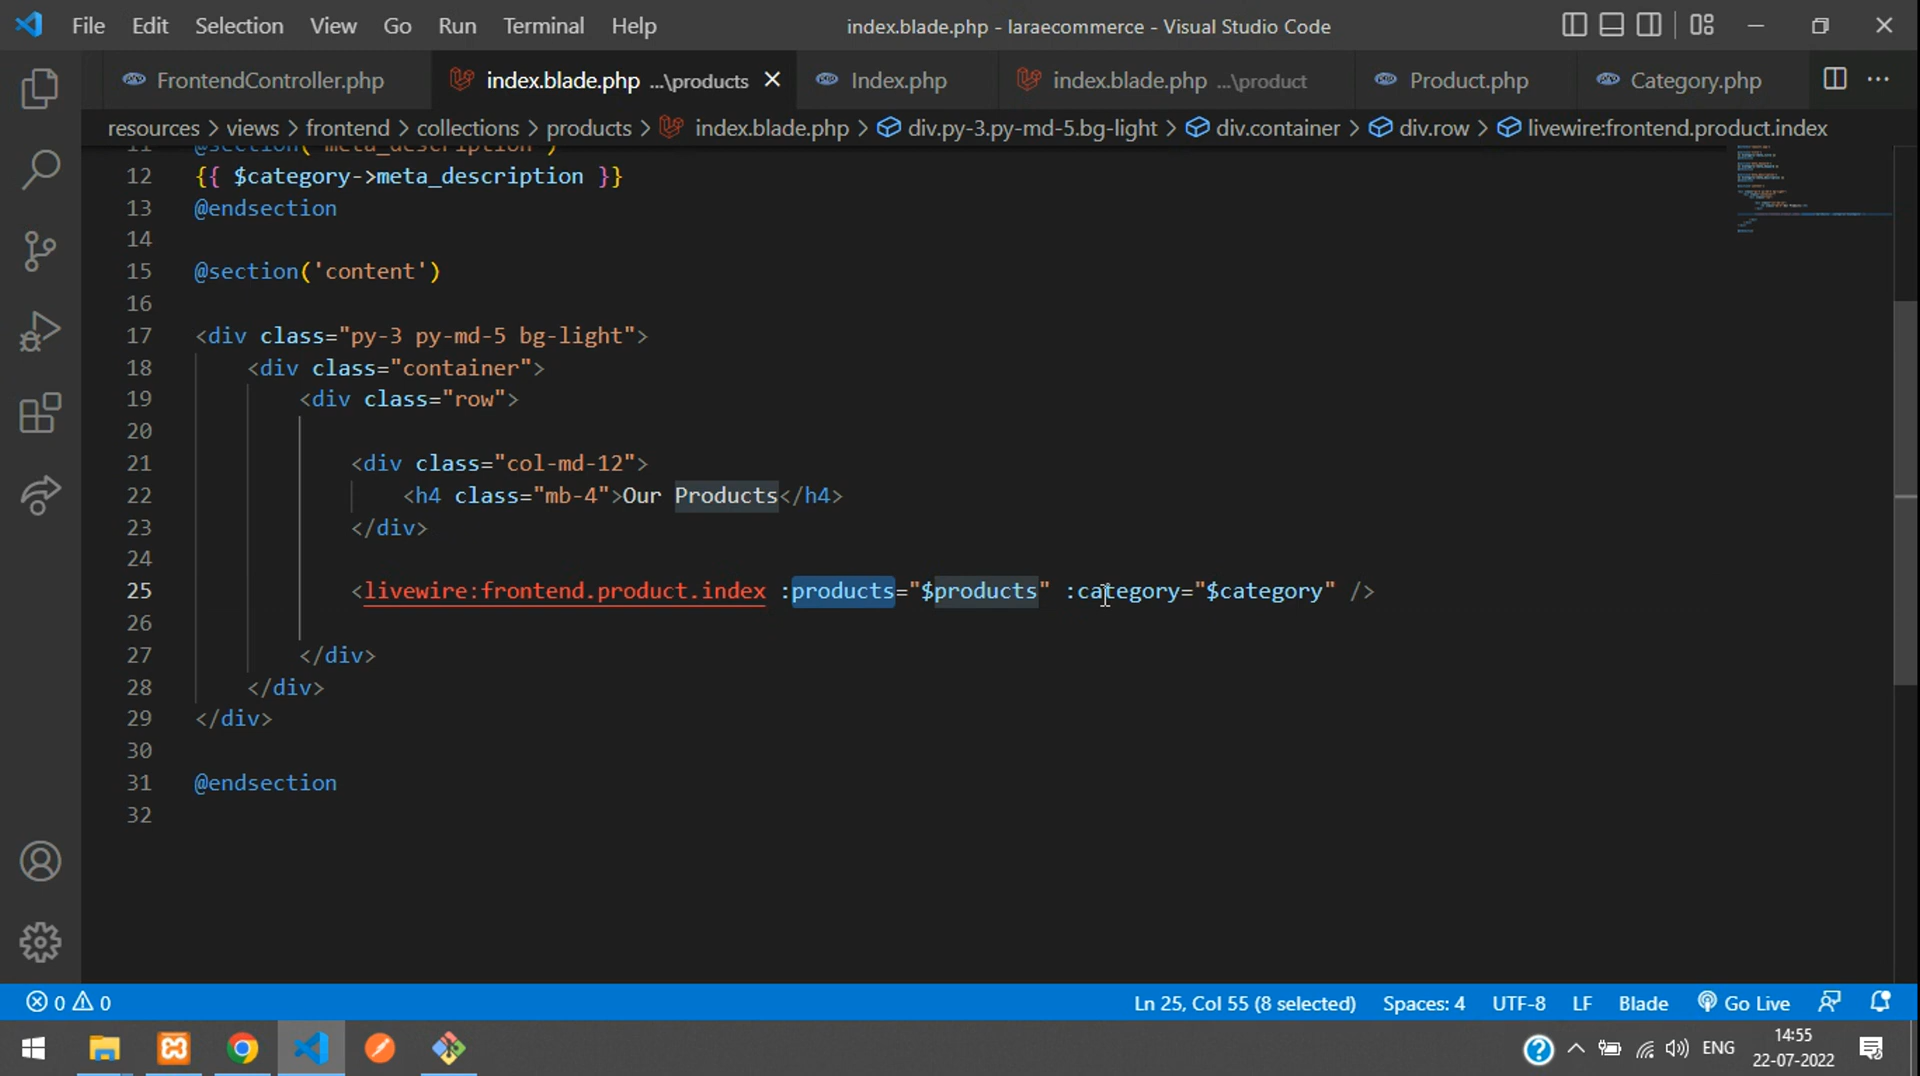 File Edit Selection View Go Run Terminal Help index.blade.php - laraecommerce - Visual Studio Code
FrontendController.php index.blade.php ...\products Index.php index.blade.php ...\product Product.php Category.php
resources > views > frontend > collections > products > index.blade.php > div.py-3.py-md-5.bg-light > div.container > div.row > livewire:frontend.product.index
11 @section('meta_description')
12 {{ $category->meta_description }}
13 @endsection
14
15 @section('content')
16
17 <div class="py-3 py-md-5 bg-light">
18 <div class="container">
19 <div class="row">
20
21 <div class="col-md-12">
22 <h4 class="mb-4">Our Products</h4>
23 </div>
24
25 <livewire:frontend.product.index :products="$products" :category="$category" />
26
27 </div>
28 </div>
29 </div>
30
31 @endsection
32
0 0 Ln 25, Col 55 (8 selected) Spaces: 4 UTF-8 LF Blade Go Live
ENG 14:55
22-07-2022